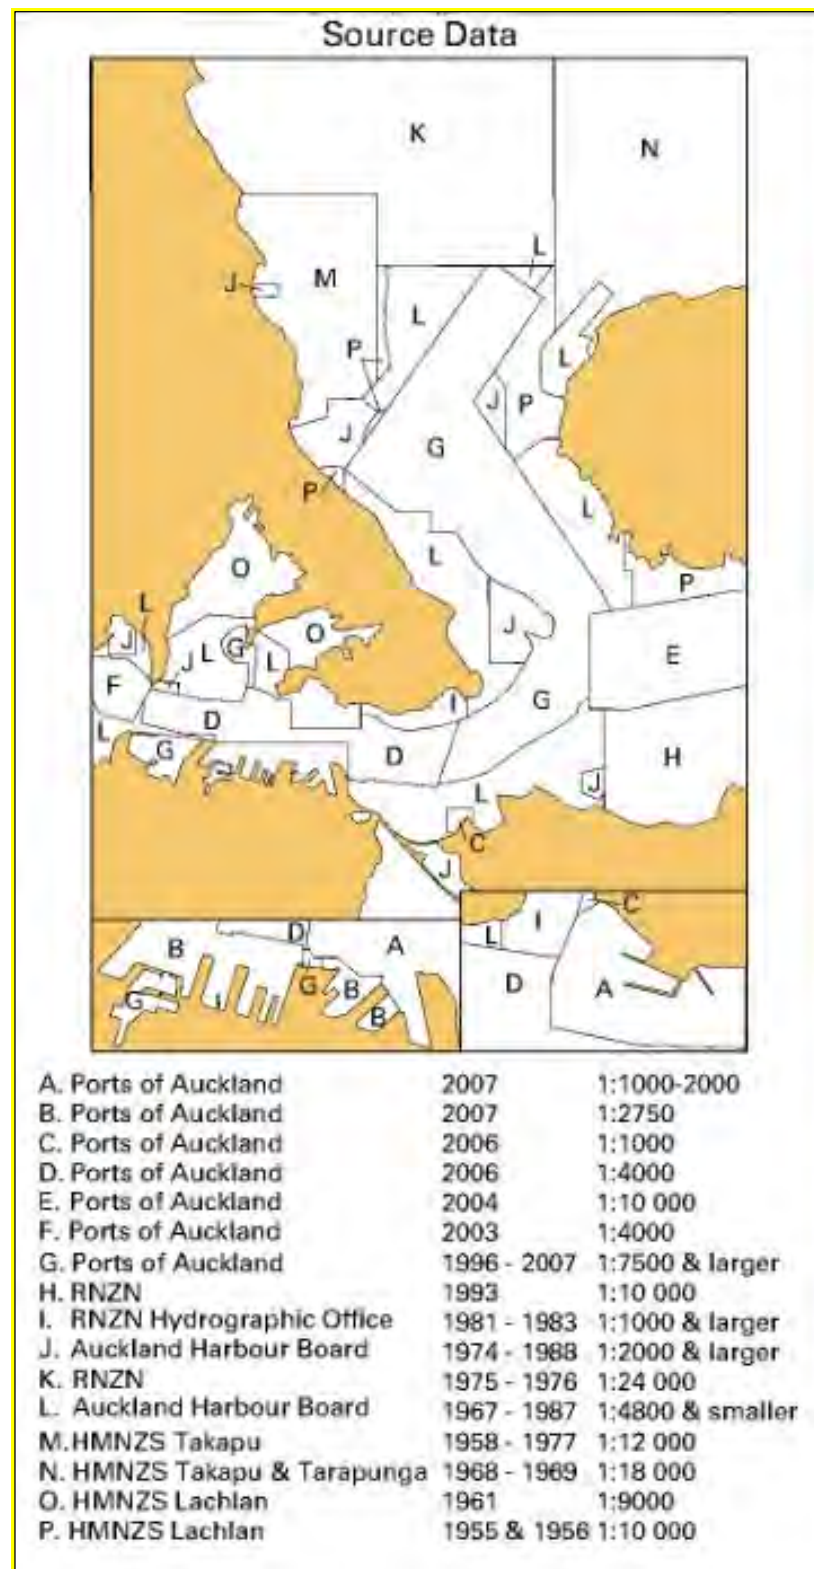 Source Data
K
N
L
M
J
L
P
L
J
P
J
G
P
L
L
O
P
L
O
J
J
L
G
L
E
J
F
I
G
D
L
G
D
H
J
L
C
J
D
A
B
G
B
G
B
I
C
L
D
A
A. Ports of Auckland 2007 1:1000-2000
B. Ports of Auckland 2007 1:2750
C. Ports of Auckland 2006 1:1000
D. Ports of Auckland 2006 1:4000
E. Ports of Auckland 2004 1:10 000
F. Ports of Auckland 2003 1:4000
G. Ports of Auckland 1996 - 2007 1:7500 & larger
H. RNZN 1993 1:10 000
I. RNZN Hydrographic Office 1981 - 1983 1:1000 & larger
J. Auckland Harbour Board 1974 - 1988 1:2000 & larger
K. RNZN 1975 - 1976 1:24 000
L. Auckland Harbour Board 1967 - 1987 1:4800 & smaller
M.HMNZS Takapu 1958 - 1977 1:12 000
N. HMNZS Takapu & Tarapunga 1968 - 1969 1:18 000
O. HMNZS Lachlan 1961 1:9000
P. HMNZS Lachlan 1955 & 1956 1:10 000